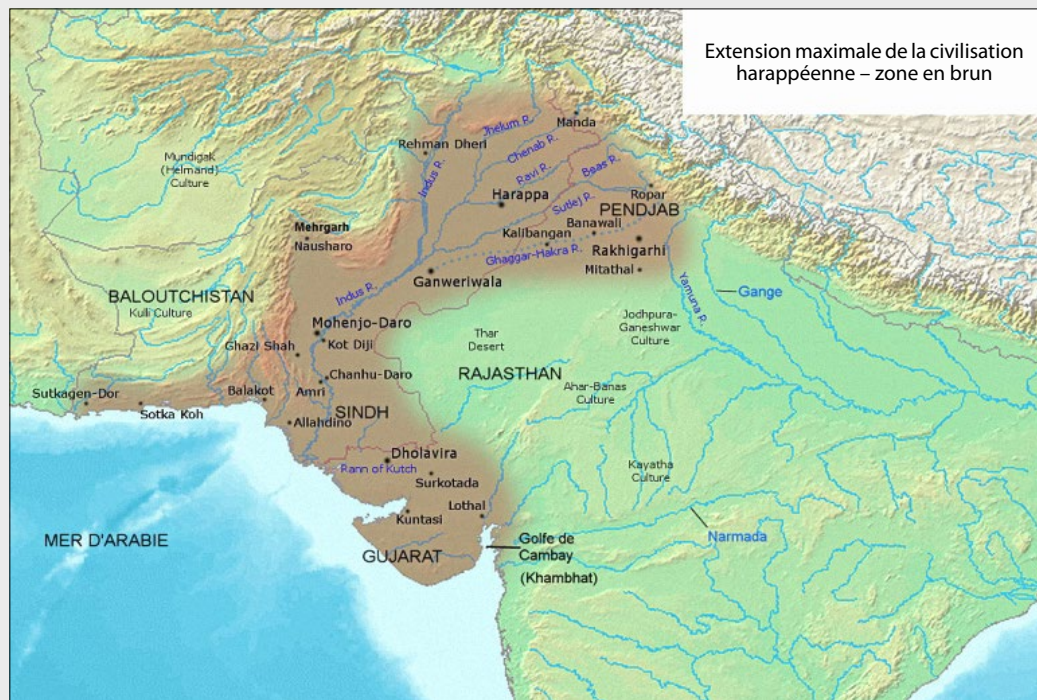 Extension maximale de la civilisation
harappéenne – zone en brun
Manda
Jhelum R.
Rehman Dheri
Chenab R.
Mundigak
(Helmand)
Culture
Ravi R.
Beas R.
Indus R.
Harappa
Ropar
Sutlej R.
PENDJAB
Mehrgarh
Nausharo
Banawali
Kalibangan
Rakhigarhi
Ghaggar-Hakra R.
Mitathal
Ganweriwala
BALOUTCHISTAN
Kulli Culture
Indus R.
Yamuna R.
Gange
Mohenjo-Daro
Jodhpura-
Ganeshwar
Culture
Ghazi Shah
Kot Diji
Thar
Desert
Chanhu-Daro
RAJASTHAN
Sutkagen-Dor
Balakot
Amri
Ahar-Banas
Culture
Sotka Koh
SINDH
Allahdino
Dholavira
Rann of Kutch
Surkotada
Kayatha
Culture
Lothal
Kuntasi
MER D'ARABIE
Golfe de
Cambay
(Khambhat)
Narmada
GUJARAT